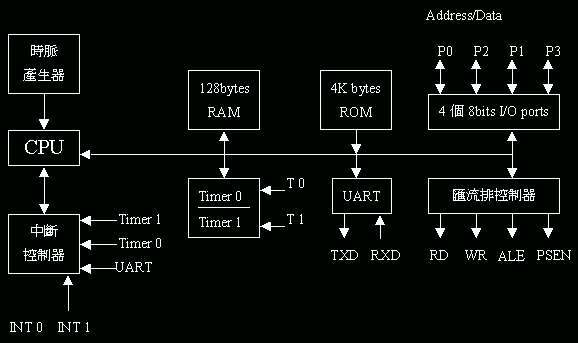 Address/Data
P0 P2 P1 P3
時脈
產生器
128bytes
RAM
4K bytes
ROM
4 個 8bits I/O ports
CPU
Timer 0
Timer 1
T 0
T 1
UART
匯流排控制器
中斷
控制器
Timer 1
Timer 0
UART
TXD RXD
RD WR ALE PSEN
INT 0 INT 1